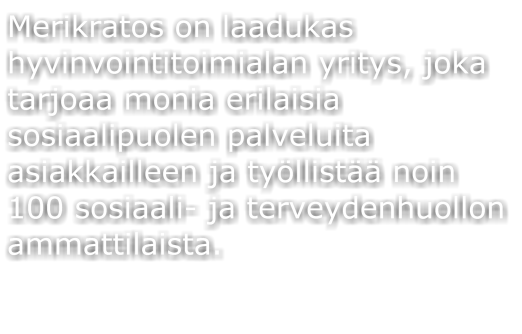 Merikratos on laadukas
hyvinvointitoimialan yritys, joka
tarjoaa monia erilaisia
sosiaalipuolen palveluita
asiakkailleen ja työllistää noin
100 sosiaali- ja terveydenhuollon
ammattilaista.